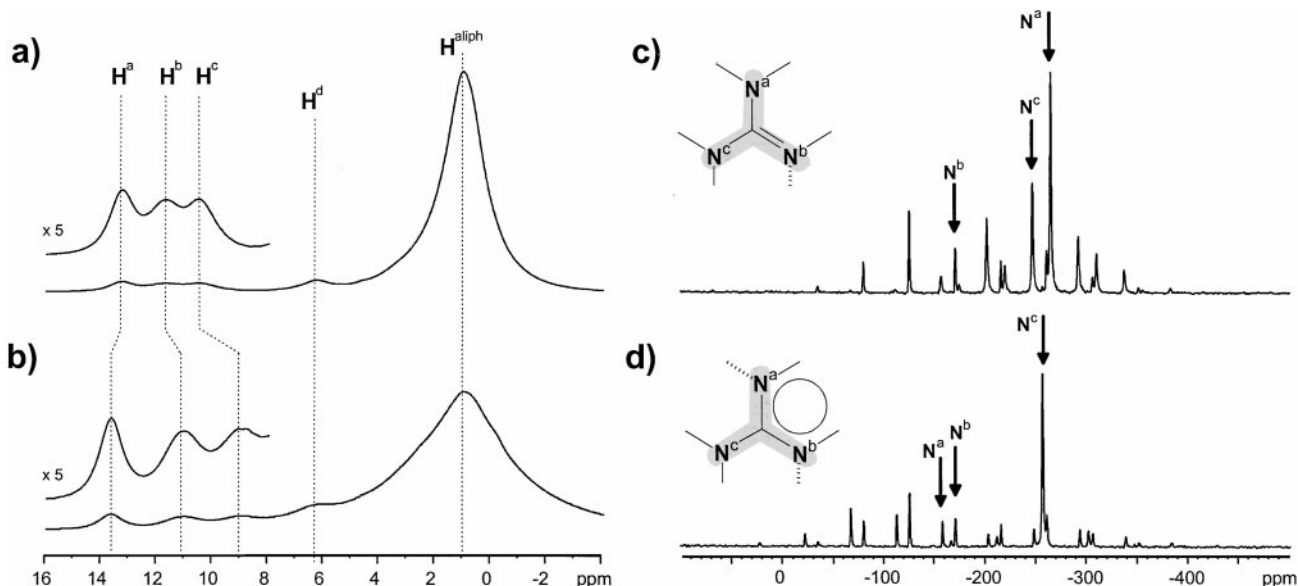 a)
H^a
H^b
H^c
H^d
H^aliph
x 5
b)
x 5
16 14 12 10 8 6 4 2 0 -2 ppm
c)
N^a
N^b
N^c
N^b
N^c
N^a
d)
N^a
N^b
N^c
N^a
N^b
N^c
0 -100 -200 -300 -400 ppm